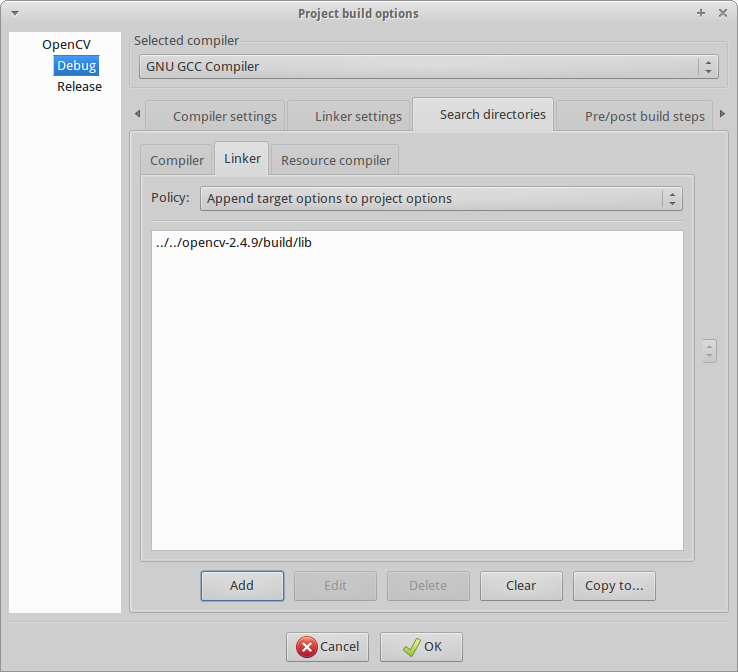 Project build options
OpenCV
Debug
Release
Selected compiler
GNU GCC Compiler
Compiler settings
Linker settings
Search directories
Pre/post build steps
Compiler
Linker
Resource compiler
Policy:
Append target options to project options
../../opencv-2.4.9/build/lib
Add
Edit
Delete
Clear
Copy to...
Cancel
OK